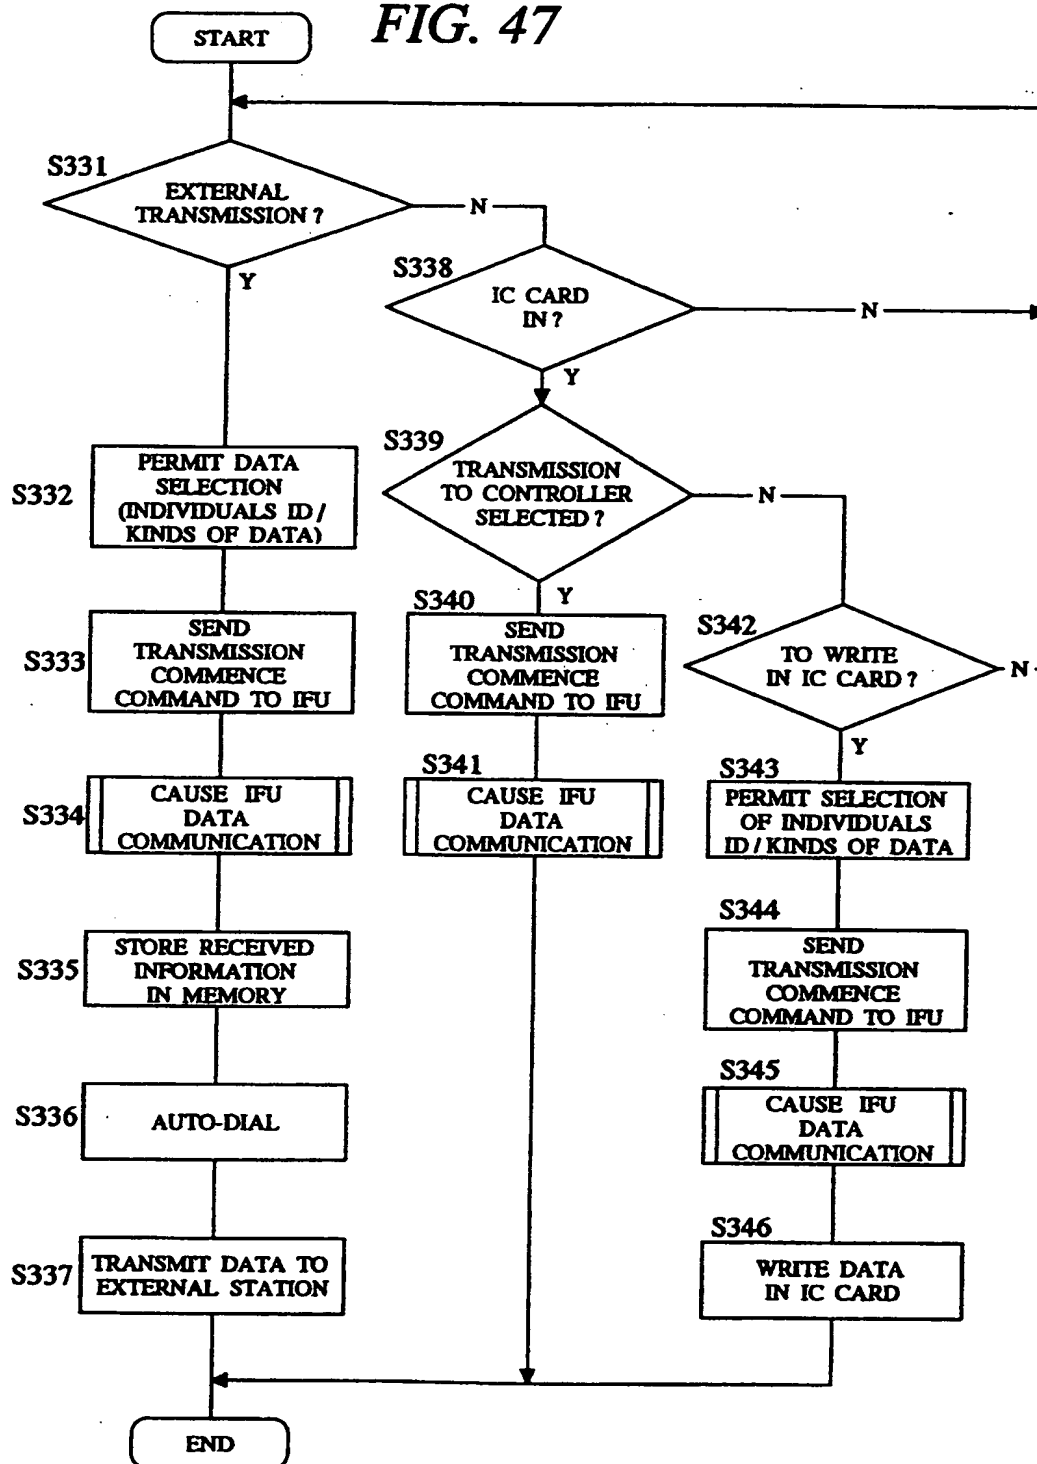 FIG. 47
START
S331
EXTERNAL
TRANSMISSION ?
N
Y
S338
IC CARD
IN ?
N
Y
S339
TRANSMISSION
TO CONTROLLER
SELECTED ?
N
Y
S332
PERMIT DATA
SELECTION
(INDIVIDUALS ID /
KINDS OF DATA)
S333
SEND
TRANSMISSION
COMMENCE
COMMAND TO IFU
S334
CAUSE IFU
DATA
COMMUNICATION
S335
STORE RECEIVED
INFORMATION
IN MEMORY
S336
AUTO-DIAL
S337
TRANSMIT DATA TO
EXTERNAL STATION
S340
SEND
TRANSMISSION
COMMENCE
COMMAND TO IFU
S341
CAUSE IFU
DATA
COMMUNICATION
S342
TO WRITE
IN IC CARD ?
N
Y
S343
PERMIT SELECTION
OF INDIVIDUALS
ID / KINDS OF DATA
S344
SEND
TRANSMISSION
COMMENCE
COMMAND TO IFU
S345
CAUSE IFU
DATA
COMMUNICATION
S346
WRITE DATA
IN IC CARD
END